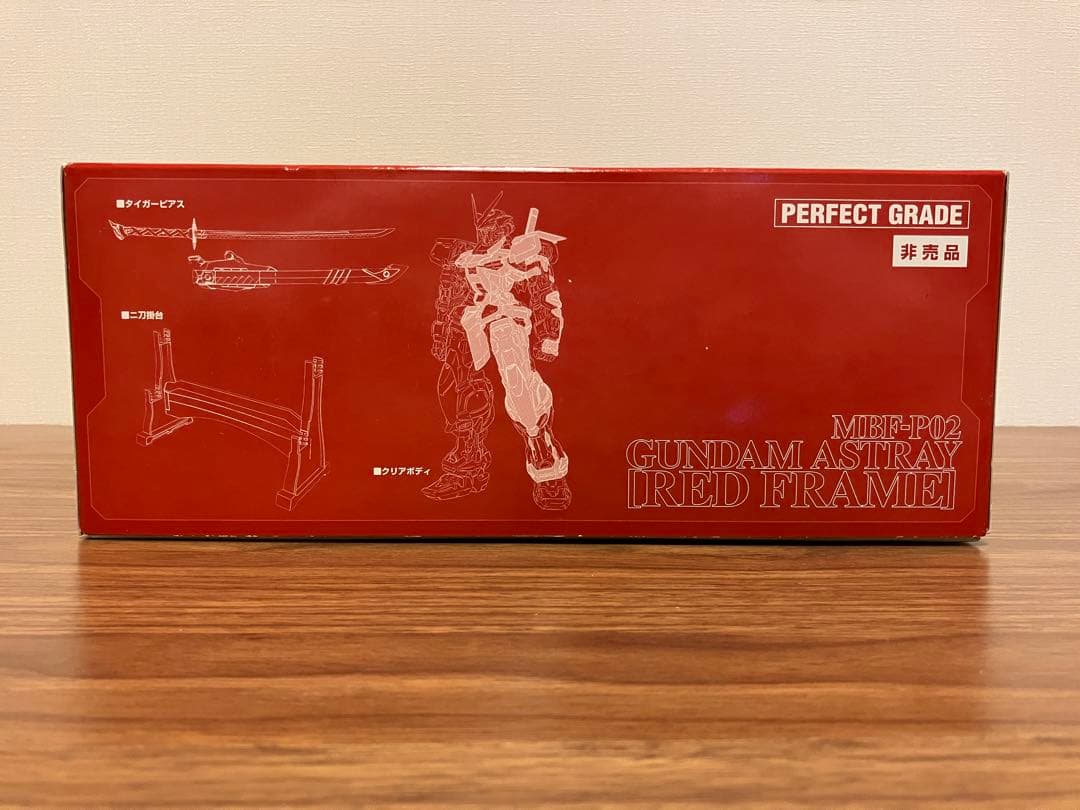 ■タイガーピアス
■二刀掛台
■クリアボディ
PERFECT GRADE
非売品
MBF-P02
GUNDAM ASTRAY
[RED FRAME]